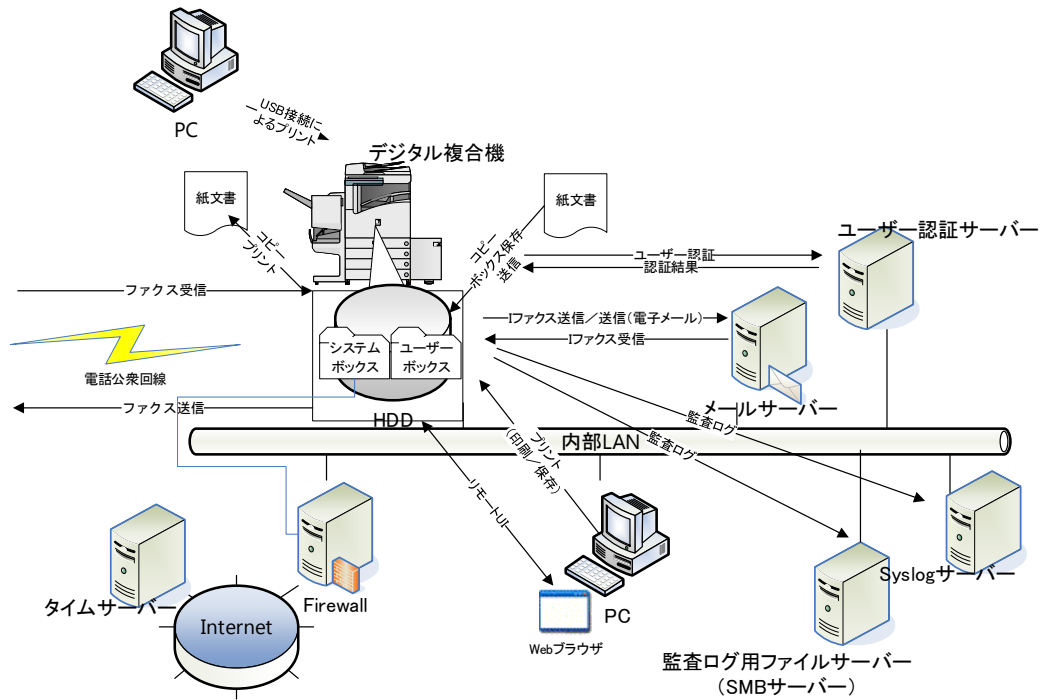 PC
USB接続に
よるプリント
デジタル複合機
紙文書
紙文書
コピー
プリント
コピー
ボックス保存
送信
ユーザー認証サーバー
ユーザー認証
認証結果
ファクス受信
Iファクス送信／送信(電子メール)
Iファクス受信
システム
ボックス
ユーザー
ボックス
電話公衆回線
ファクス送信
HDD
メールサーバー
監査ログ
内部LAN
監査ログ
プリント
(印刷／保存)
リモートUI
タイムサーバー
Firewall
Internet
PC
Webブラウザ
Syslogサーバー
監査ログ用ファイルサーバー
（SMBサーバー）